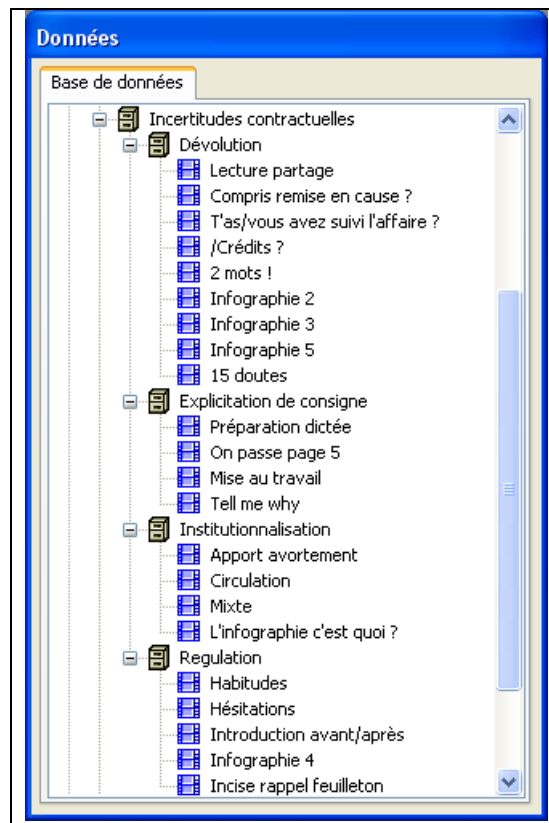 Données
Base de données
Incertitudes contractuelles
Dévolution
Lecture partage
Compris remise en cause ?
T'as/vous avez suivi l'affaire ?
/Crédits ?
2 mots !
Infographie 2
Infographie 3
Infographie 5
15 doutes
Explicitation de consigne
Préparation dictée
On passe page 5
Mise au travail
Tell me why
Institutionnalisation
Apport avortement
Circulation
Mixte
L'infographie c'est quoi ?
Regulation
Habitudes
Hésitations
Introduction avant/après
Infographie 4
Incise rappel feuilleton